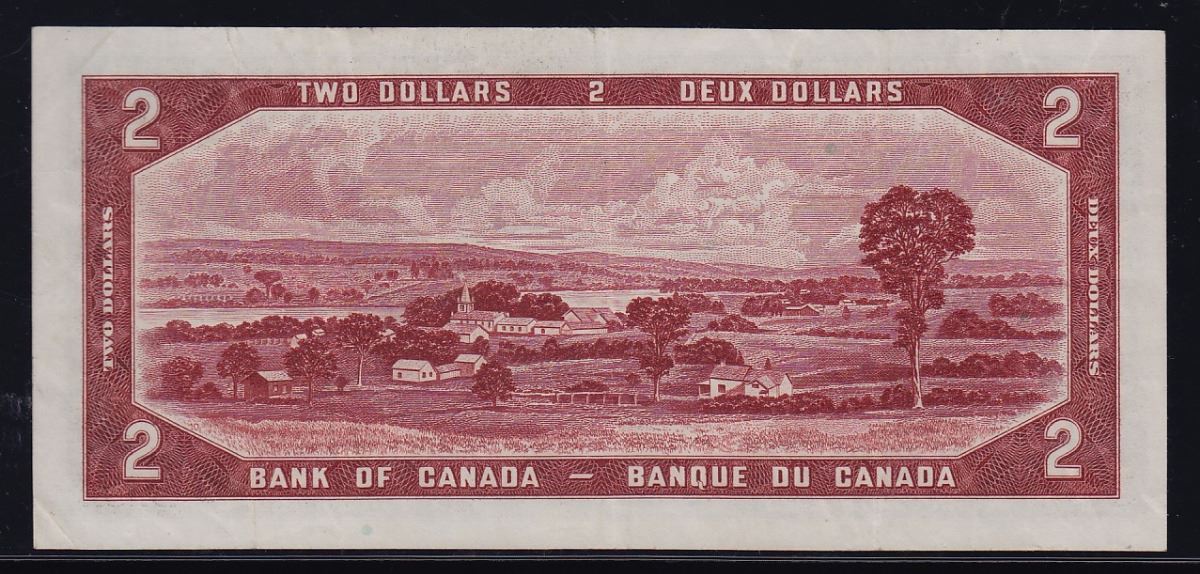 TWO DOLLARS 2 DEUX DOLLARS
2
2
TWO DOLLARS
DEUX DOLLARS
2
2
BANK OF CANADA – BANQUE DU CANADA